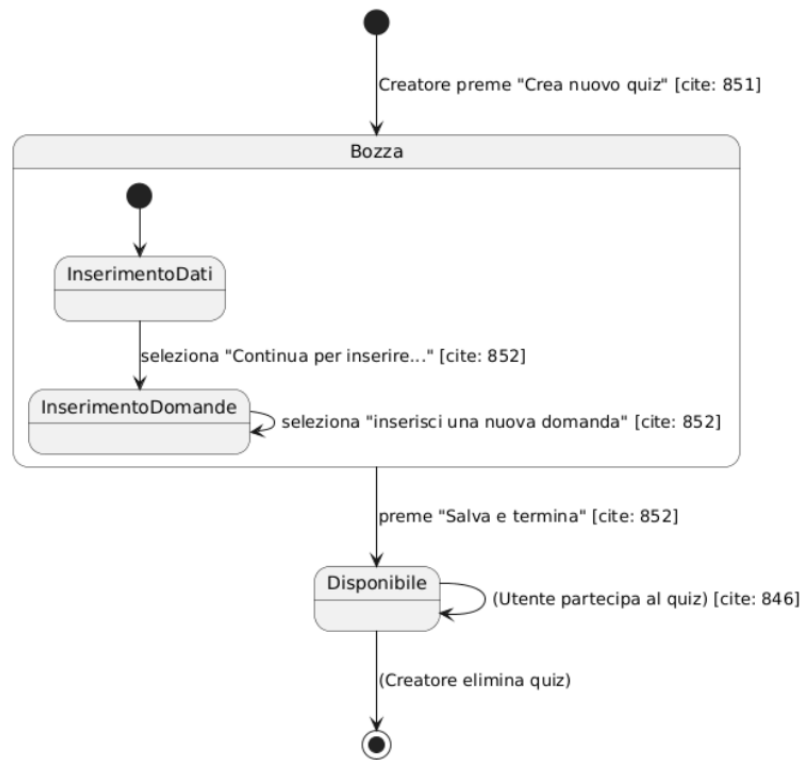 Creatore preme "Crea nuovo quiz" [cite: 851]
Bozza
InserimentoDati
seleziona "Continua per inserire..." [cite: 852]
InserimentoDomande
seleziona "inserisci una nuova domanda" [cite: 852]
preme "Salva e termina" [cite: 852]
Disponibile
(Utente partecipa al quiz) [cite: 846]
(Creatore elimina quiz)